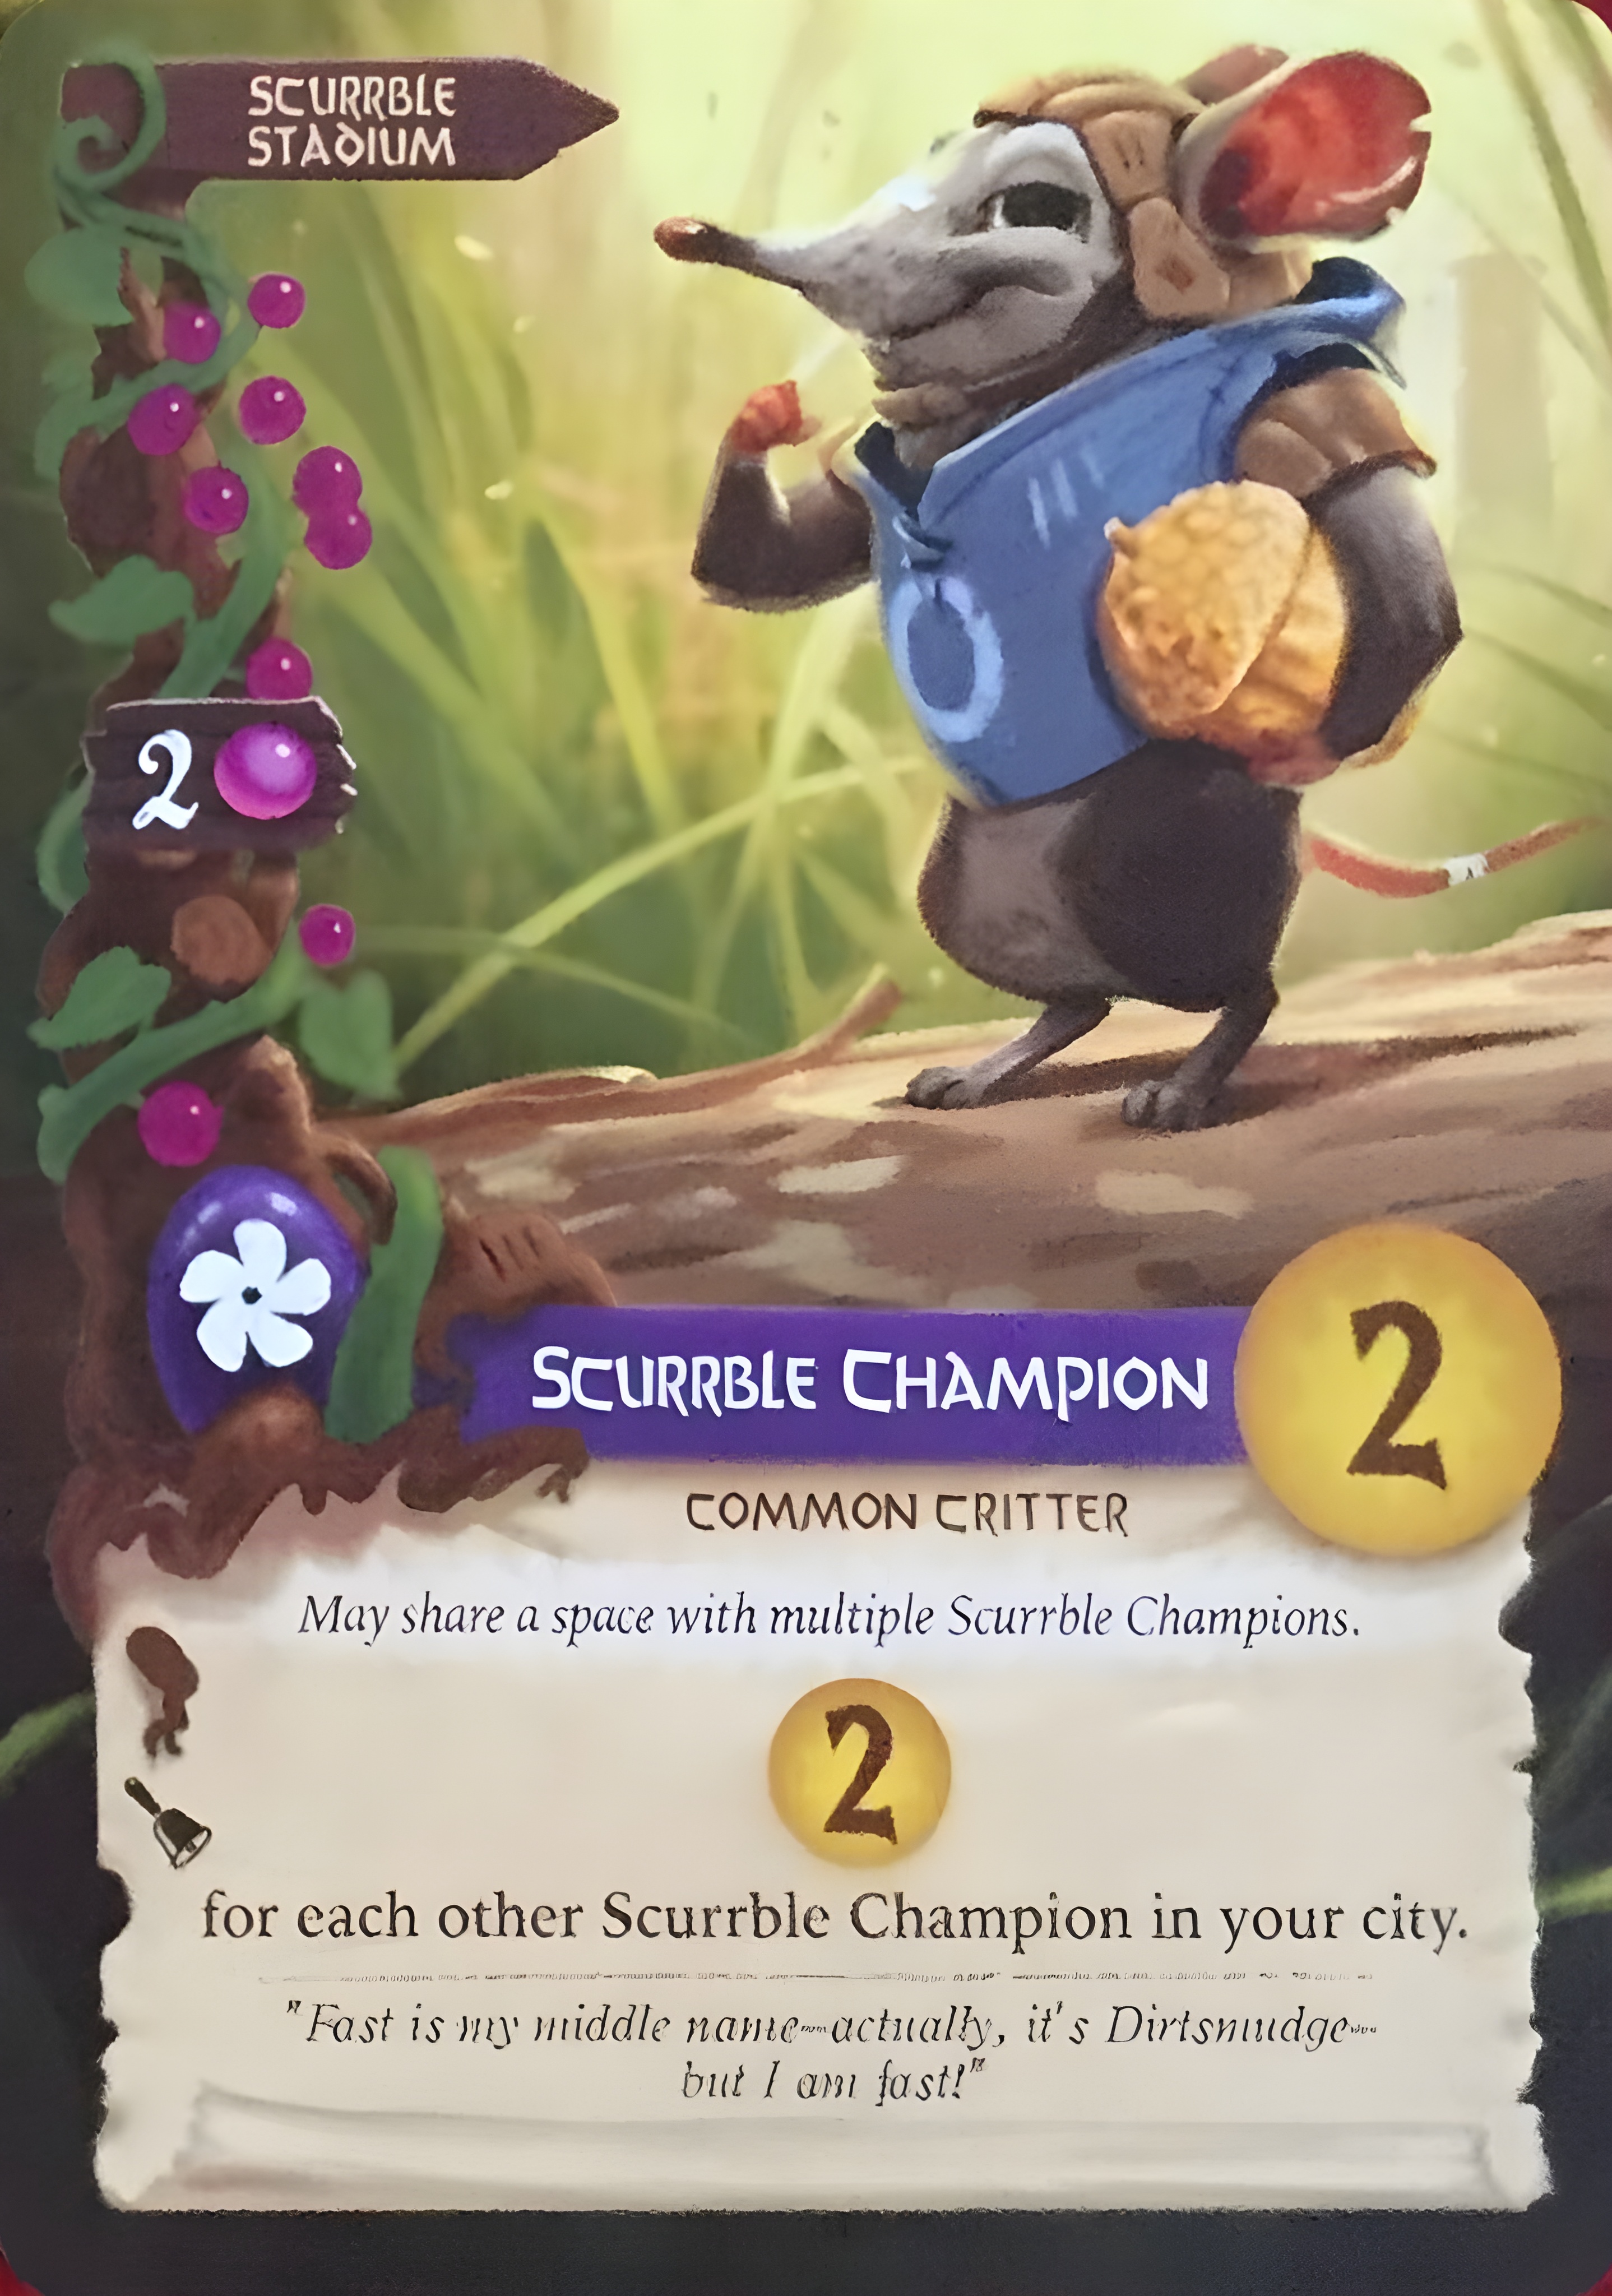 SCURRBLE
STADIUM
2
SCURRBLE CHAMPION
2
COMMON CRITTER
May share a space with multiple Scurrble Champions.
2
for each other Scurrble Champion in your city.
"Fast is my middle name—actually, it's Dirtsmudge—
but I am fast!"